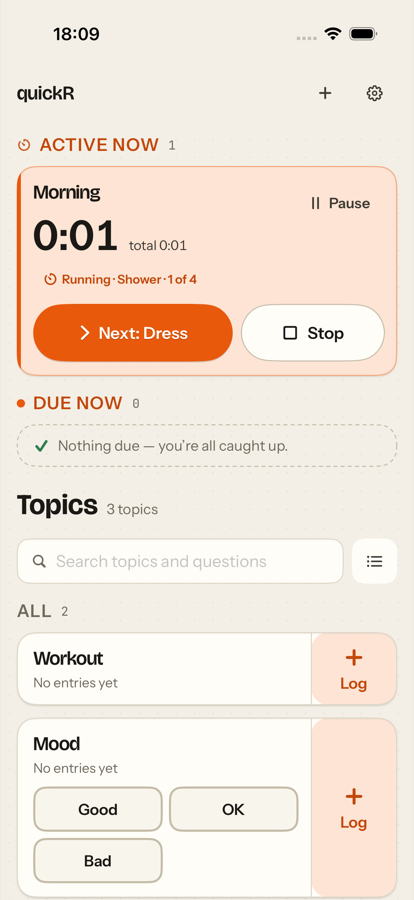 18:09
quickR
ACTIVE NOW 1
Morning
Pause
0:01 total 0:01
Running · Shower · 1 of 4
Next: Dress
Stop
DUE NOW 0
Nothing due — you're all caught up.
Topics 3 topics
Search topics and questions
ALL 2
Workout
No entries yet
Log
Mood
No entries yet
Good
OK
Log
Bad